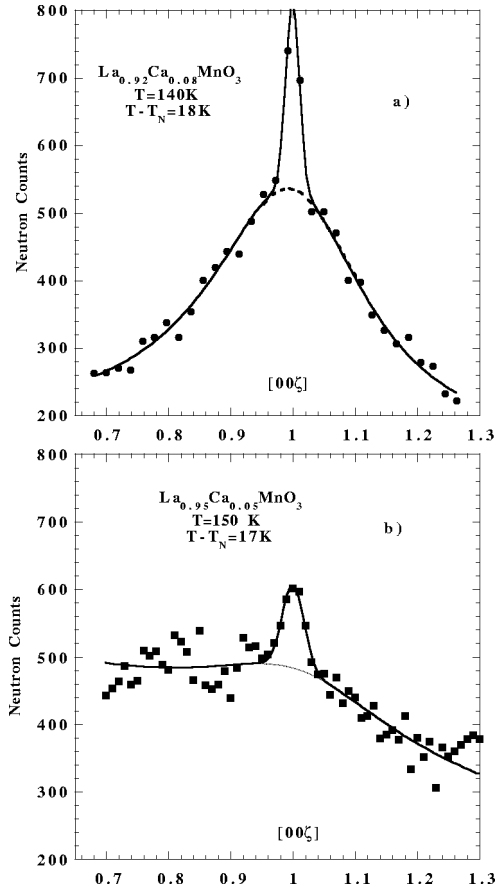 800
La0.92Ca0.08MnO3
T=140K
T-TN=18K
a)
700
600
500
400
300
200
Neutron Counts
[00ζ]
0.7 0.8 0.9 1 1.1 1.2 1.3
800
La0.95Ca0.05MnO3
T=150 K
T-TN=17K
b)
700
600
500
400
300
200
Neutron Counts
[00ζ]
0.7 0.8 0.9 1 1.1 1.2 1.3